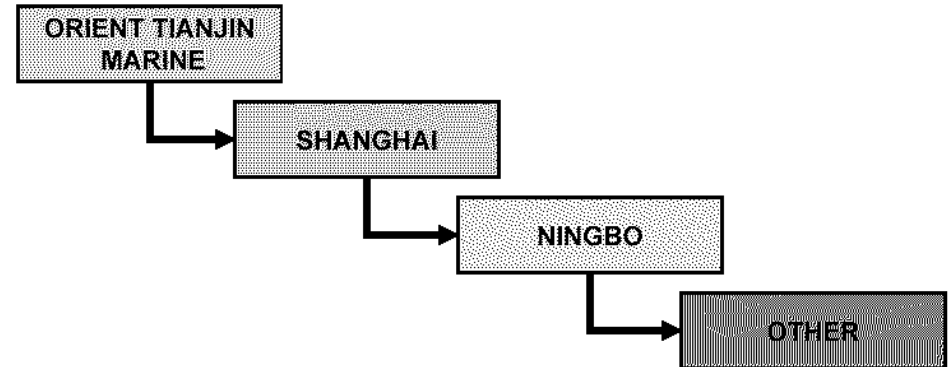 ORIENT TIANJIN
MARINE
SHANGHAI
NINGBO
OTHER